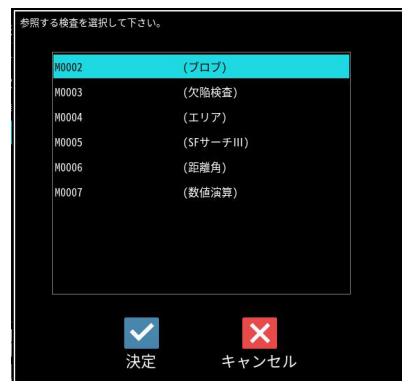 参照する検査を選択して下さい。
M0002 (ブロブ)
M0003 (欠陥検査)
M0004 (エリア)
M0005 (SFサーチIII)
M0006 (距離角)
M0007 (数値演算)
決定 キャンセル